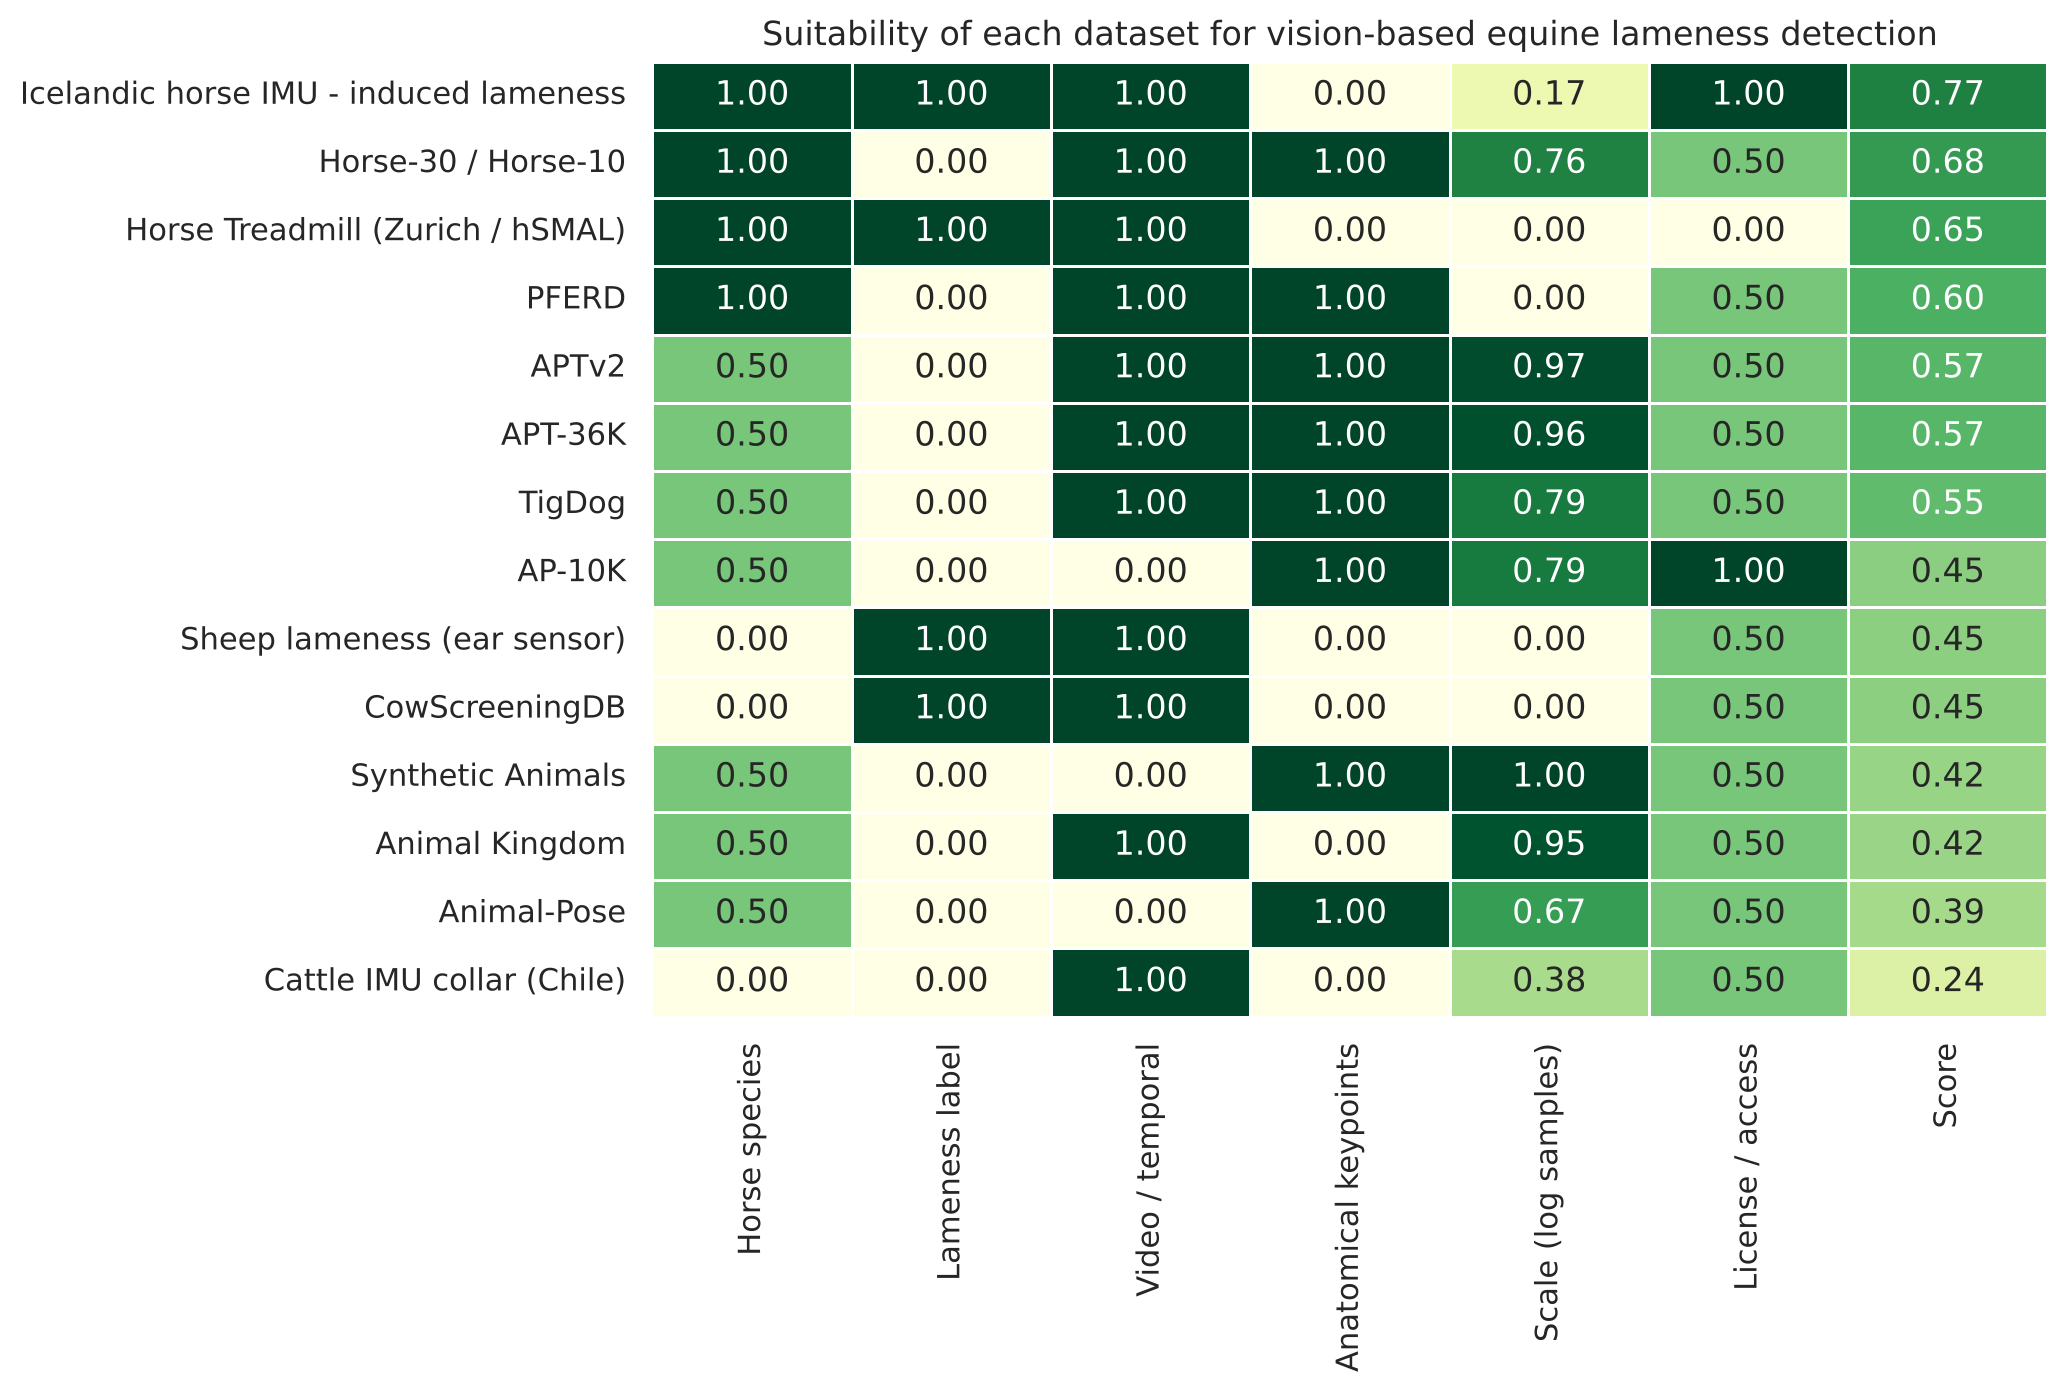 Suitability of each dataset for vision-based equine lameness detection
Icelandic horse IMU - induced lameness 1.00 1.00 1.00 0.00 0.17 1.00 0.77
Horse-30 / Horse-10 1.00 0.00 1.00 1.00 0.76 0.50 0.68
Horse Treadmill (Zurich / hSMAL) 1.00 1.00 1.00 0.00 0.00 0.00 0.65
PFERD 1.00 0.00 1.00 1.00 0.00 0.50 0.60
APTv2 0.50 0.00 1.00 1.00 0.97 0.50 0.57
APT-36K 0.50 0.00 1.00 1.00 0.96 0.50 0.57
TigDog 0.50 0.00 1.00 1.00 0.79 0.50 0.55
AP-10K 0.50 0.00 0.00 1.00 0.79 1.00 0.45
Sheep lameness (ear sensor) 0.00 1.00 1.00 0.00 0.00 0.50 0.45
CowScreeningDB 0.00 1.00 1.00 0.00 0.00 0.50 0.45
Synthetic Animals 0.50 0.00 0.00 1.00 1.00 0.50 0.42
Animal Kingdom 0.50 0.00 1.00 0.00 0.95 0.50 0.42
Animal-Pose 0.50 0.00 0.00 1.00 0.67 0.50 0.39
Cattle IMU collar (Chile) 0.00 0.00 1.00 0.00 0.38 0.50 0.24
Horse species
Lameness label
Video / temporal
Anatomical keypoints
Scale (log samples)
License / access
Score